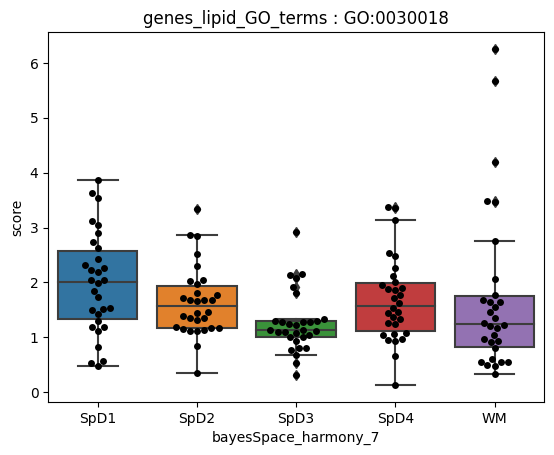 genes_lipid_GO_terms : GO:0030018
6
5
4
3
2
1
0
score
SpD1 SpD2 SpD3 SpD4 WM
bayesSpace_harmony_7